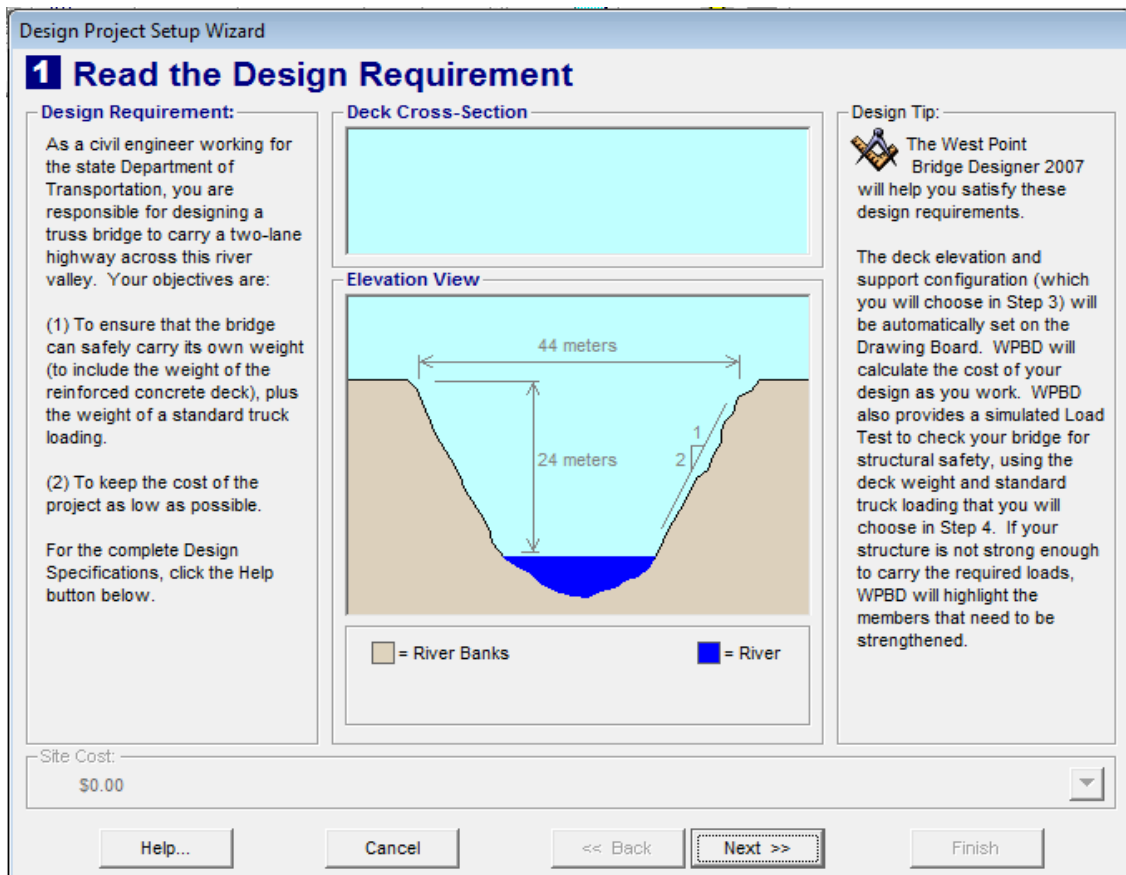 Design Project Setup Wizard
1 Read the Design Requirement
Design Requirement:
As a civil engineer working for
the state Department of
Transportation, you are
responsible for designing a
truss bridge to carry a two-lane
highway across this river
valley. Your objectives are:
(1) To ensure that the bridge
can safely carry its own weight
(to include the weight of the
reinforced concrete deck), plus
the weight of a standard truck
loading.
(2) To keep the cost of the
project as low as possible.
For the complete Design
Specifications, click the Help
button below.
Deck Cross-Section
Elevation View
44 meters
24 meters
1
2
= River Banks
= River
Design Tip:
The West Point
Bridge Designer 2007
will help you satisfy these
design requirements.
The deck elevation and
support configuration (which
you will choose in Step 3) will
be automatically set on the
Drawing Board. WPBD will
calculate the cost of your
design as you work. WPBD
also provides a simulated Load
Test to check your bridge for
structural safety, using the
deck weight and standard
truck loading that you will
choose in Step 4. If your
structure is not strong enough
to carry the required loads,
WPBD will highlight the
members that need to be
strengthened.
Site Cost:
$0.00
Help...
Cancel
<< Back
Next >>
Finish